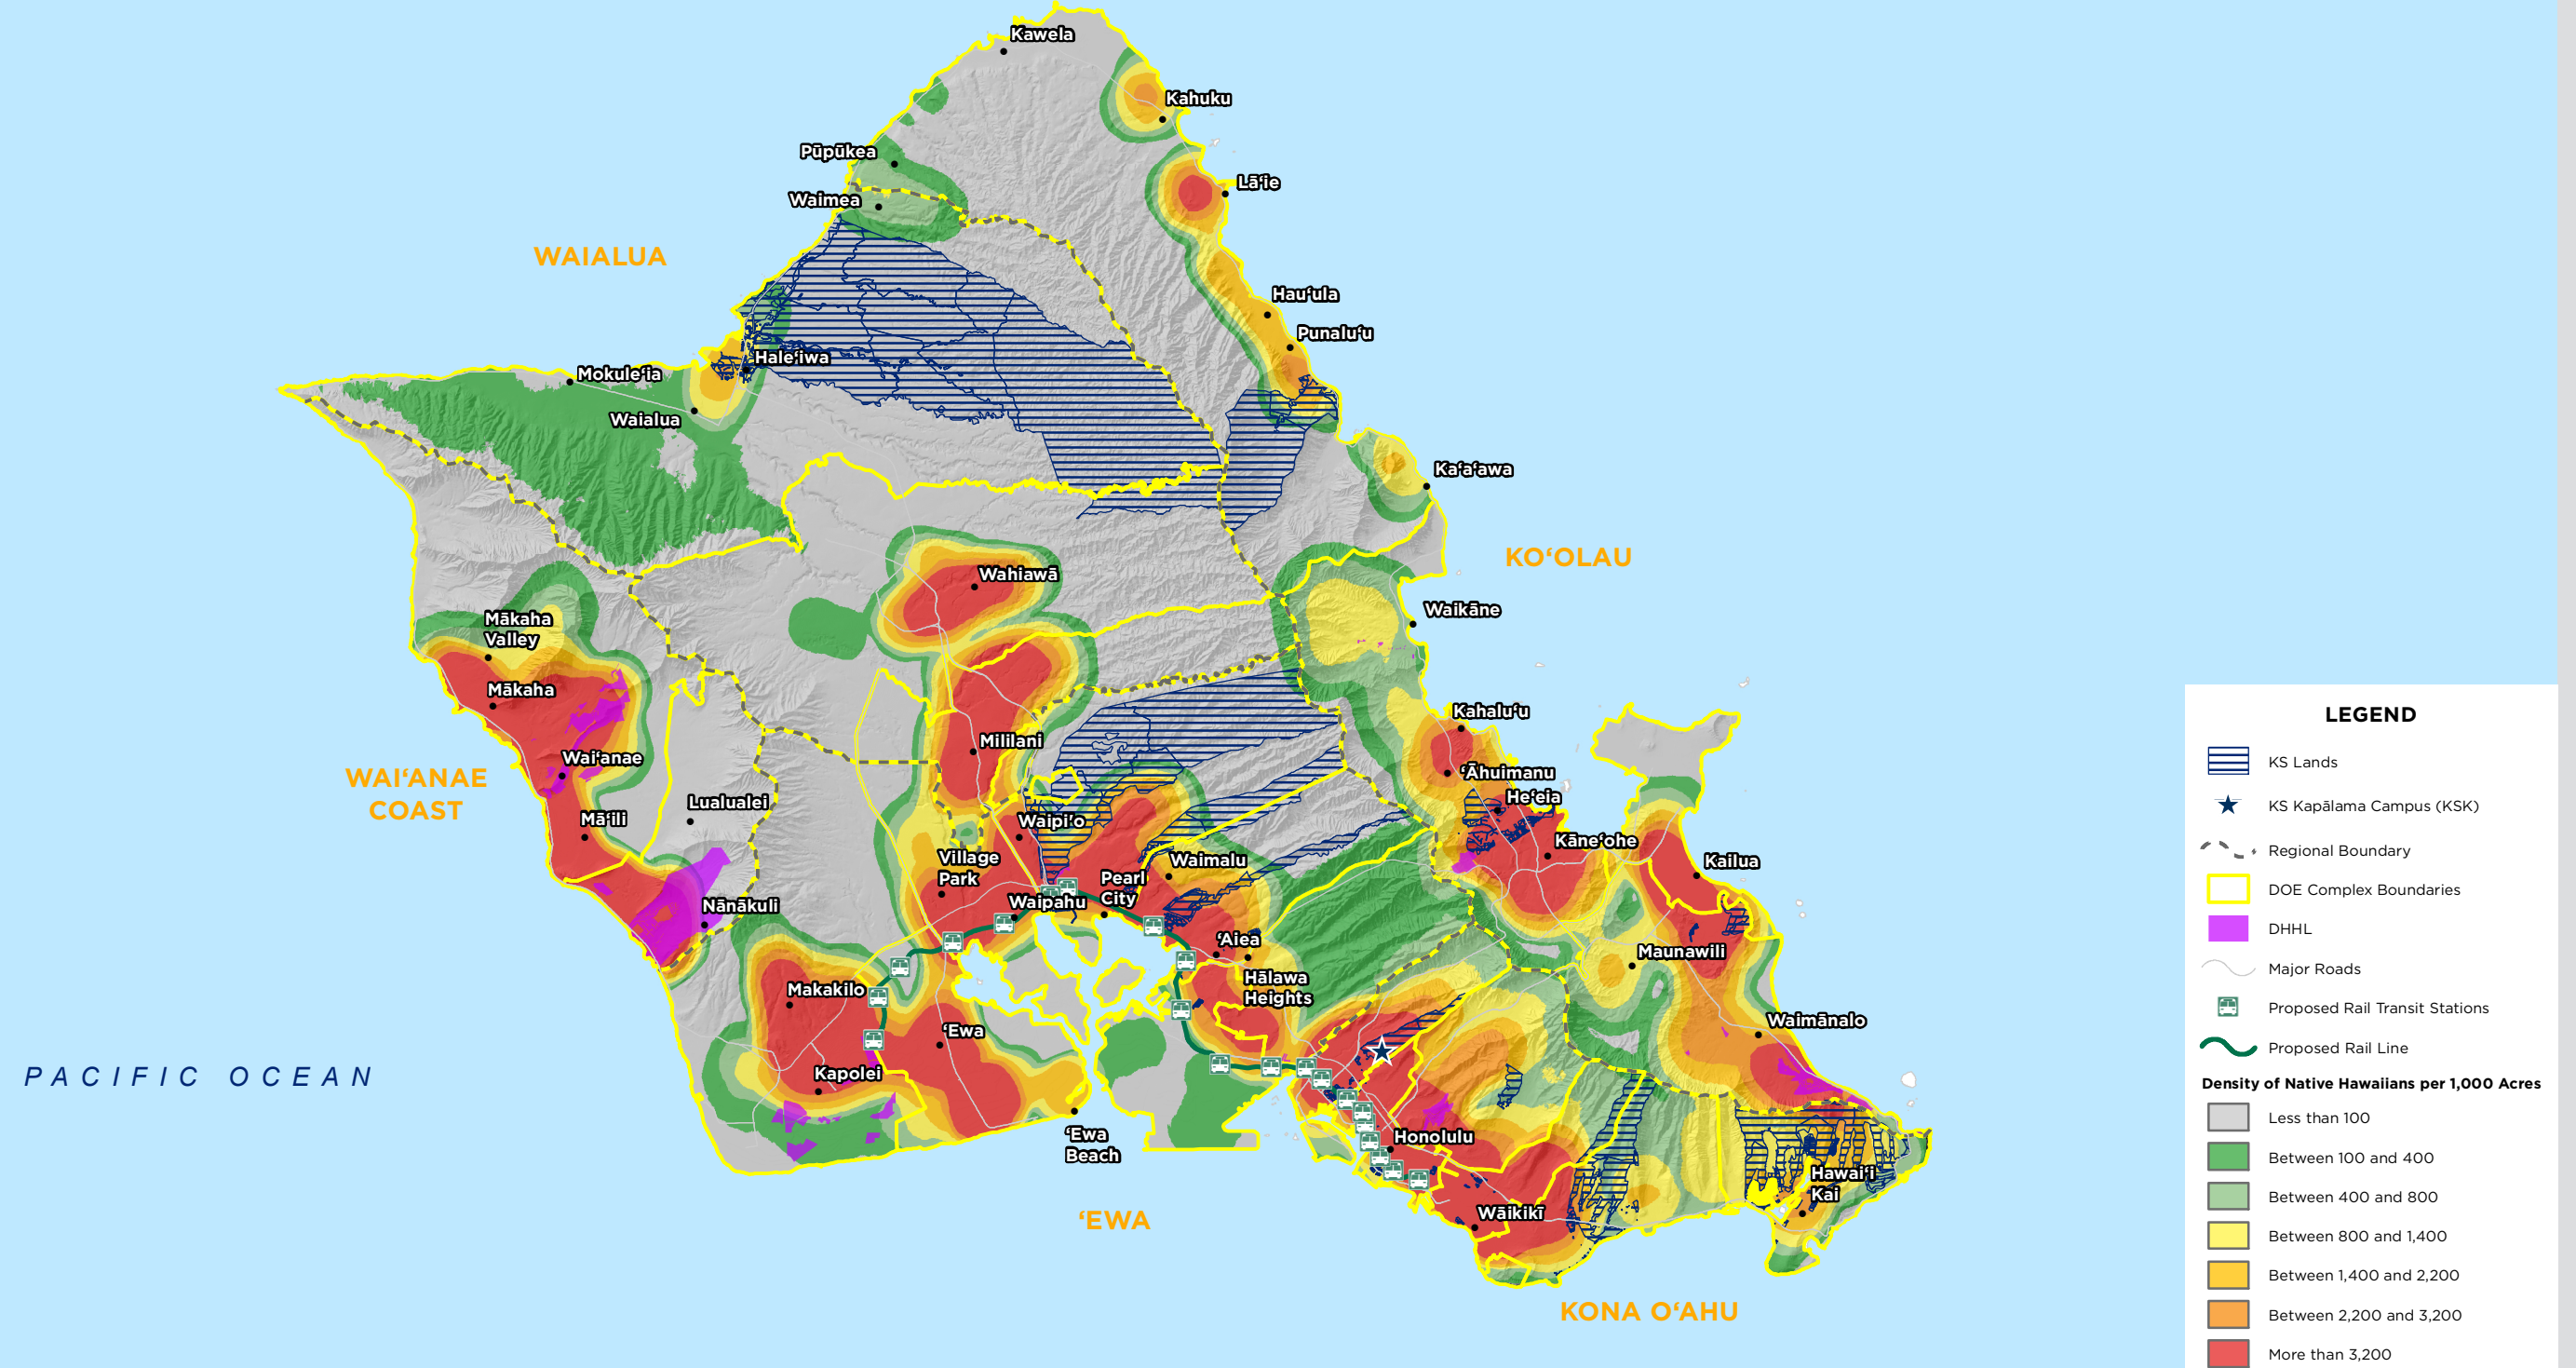 Kawela
Kahuku
Pūpūkea
Lāʻie
Waimea
WAIALUA
Hauʻula
Punaluʻu
Haleʻiwa
Mokuleʻia
Waialua
Kaʻaʻawa
KOʻOLAU
Wahiawā
Waikāne
Mākaha
Valley
Mākaha
Kahaluʻu
Mililani
Waiʻanae
WAIʻANAE
COAST
ʻĀhuimanu
Heʻeia
Lualualei
Māʻili
Waipiʻo
Kāneʻohe
Village
Park
Waimalu
Kailua
Pearl
City
Nānākuli
Waipahu
ʻAiea
Maunawili
Hālawa
Heights
Makakilo
ʻEwa
Waimānalo
PACIFIC OCEAN
Kapolei
ʻEwa
Beach
Honolulu
Hawaiʻi
Kai
Wāikikī
ʻEWA
KONA OʻAHU
LEGEND
KS Lands
KS Kapālama Campus (KSK)
Regional Boundary
DOE Complex Boundaries
DHHL
Major Roads
Proposed Rail Transit Stations
Proposed Rail Line
Density of Native Hawaiians per 1,000 Acres
Less than 100
Between 100 and 400
Between 400 and 800
Between 800 and 1,400
Between 1,400 and 2,200
Between 2,200 and 3,200
More than 3,200